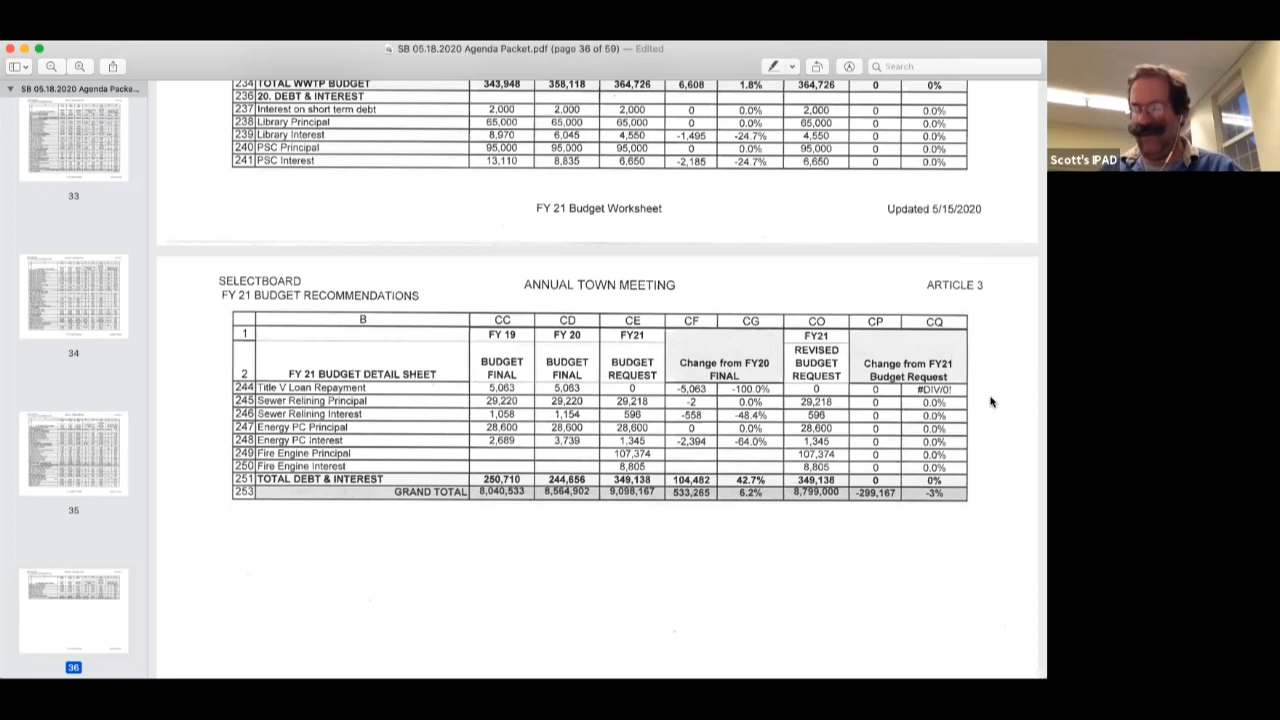 SB 05.18.2020 Agenda Packet.pdf (page 36 of 59) — Edited
Search
SB 05.18.2020 Agenda Packe...
33
34
35
36
234 TOTAL WWTP BUDGET 343,948 358,118 364,726 6,608 1.8% 364,726 0 0%
236 20. DEBT & INTEREST
237 Interest on short term debt 2,000 2,000 2,000 0 0.0% 2,000 0 0.0%
238 Library Principal 65,000 65,000 65,000 0 0.0% 65,000 0 0.0%
239 Library Interest 8,970 6,045 4,550 -1,495 -24.7% 4,550 0 0.0%
240 PSC Principal 95,000 95,000 95,000 0 0.0% 95,000 0 0.0%
241 PSC Interest 13,110 8,835 6,650 -2,185 -24.7% 6,650 0 0.0%
FY 21 Budget Worksheet Updated 5/15/2020
SELECTBOARD ANNUAL TOWN MEETING ARTICLE 3
FY 21 BUDGET RECOMMENDATIONS
B CC CD CE CF CG CO CP CQ
1 FY 19 FY 20 FY21 FY21
2 FY 21 BUDGET DETAIL SHEET BUDGET FINAL BUDGET FINAL BUDGET REQUEST Change from FY20 FINAL REVISED BUDGET REQUEST Change from FY21 Budget Request
244 Title V Loan Repayment 5,063 5,063 0 -5,063 -100.0% 0 0 #DIV/0!
245 Sewer Relining Principal 29,220 29,220 29,218 -2 0.0% 29,218 0 0.0%
246 Sewer Relining Interest 1,058 1,154 596 -558 -48.4% 596 0 0.0%
247 Energy PC Principal 28,600 28,600 28,600 0 0.0% 28,600 0 0.0%
248 Energy PC Interest 2,689 3,739 1,345 -2,394 -64.0% 1,345 0 0.0%
249 Fire Engine Principal 107,374 107,374 0 0.0%
250 Fire Engine Interest 8,805 8,805 0 0.0%
251 TOTAL DEBT & INTEREST 250,710 244,656 349,138 104,482 42.7% 349,138 0 0%
253 GRAND TOTAL 8,040,533 8,564,902 9,098,167 533,265 6.2% 8,799,000 -299,167 -3%
Scott's IPAD